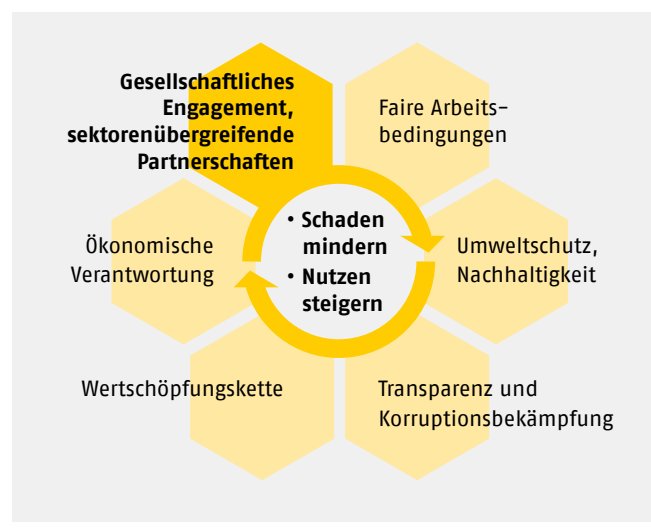 Gesellschaftliches
Engagement,
sektorenübergreifende
Partnerschaften
Faire Arbeits-
bedingungen
Ökonomische
Verantwortung
• Schaden
mindern
• Nutzen
steigern
Umweltschutz,
Nachhaltigkeit
Wertschöpfungskette
Transparenz und
Korruptionsbekämpfung